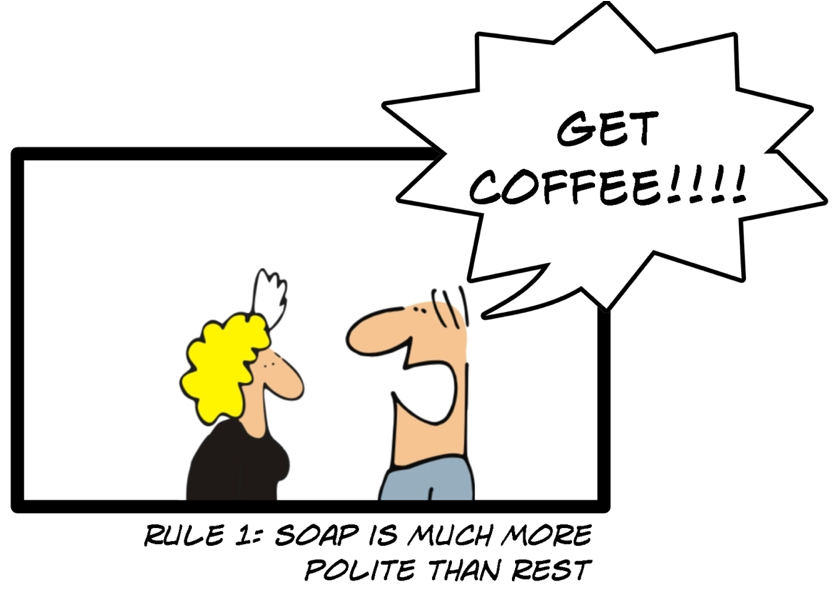 GET
COFFEE!!!!
RULE 1: SOAP IS MUCH MORE
POLITE THAN REST